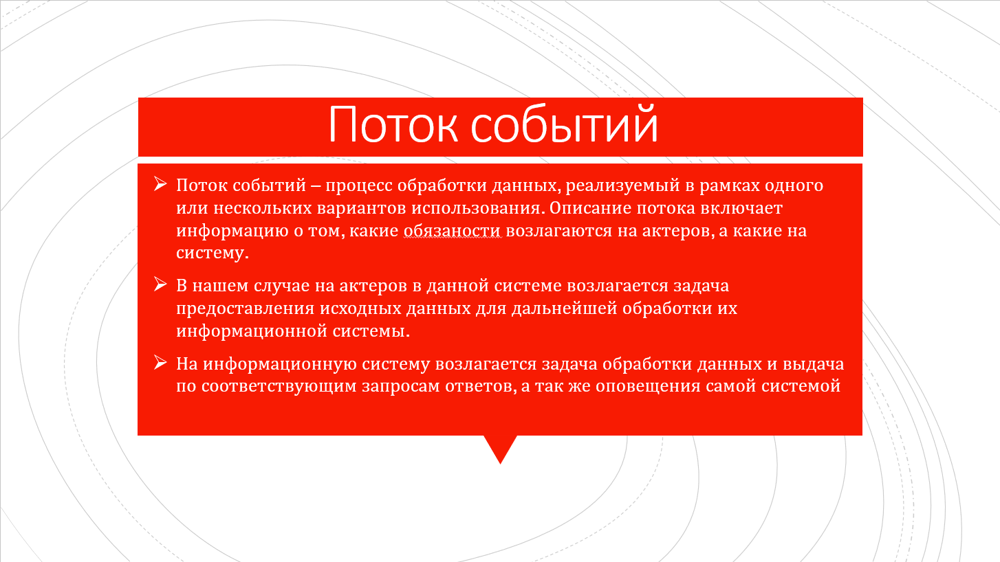 Поток событий
Поток событий – процесс обработки данных, реализуемый в рамках одного
или нескольких вариантов использования. Описание потока включает
информацию о том, какие обязаности возлагаются на актеров, а какие на
систему.
В нашем случае на актеров в данной системе возлагается задача
предоставления исходных данных для дальнейшей обработки их
информационной системы.
На информационную систему возлагается задача обработки данных и выдача
по соответствующим запросам ответов, а так же оповещения самой системой